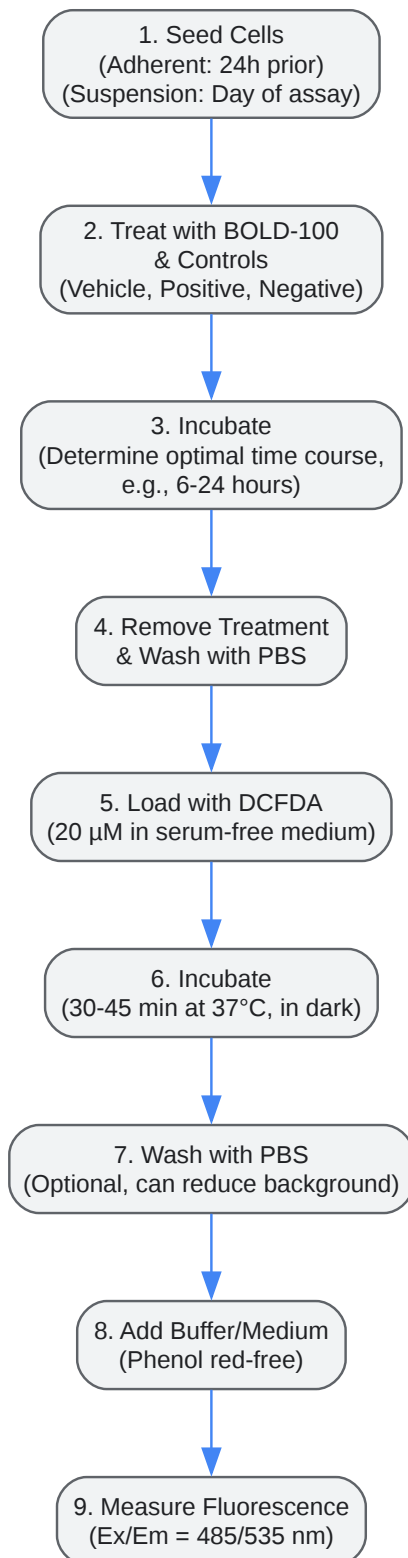 1. Seed Cells
(Adherent: 24h prior)
(Suspension: Day of assay)
2. Treat with BOLD-100
& Controls
(Vehicle, Positive, Negative)
3. Incubate
(Determine optimal time course,
e.g., 6-24 hours)
4. Remove Treatment
& Wash with PBS
5. Load with DCFDA
(20 µM in serum-free medium)
6. Incubate
(30-45 min at 37°C, in dark)
7. Wash with PBS
(Optional, can reduce background)
8. Add Buffer/Medium
(Phenol red-free)
9. Measure Fluorescence
(Ex/Em = 485/535 nm)